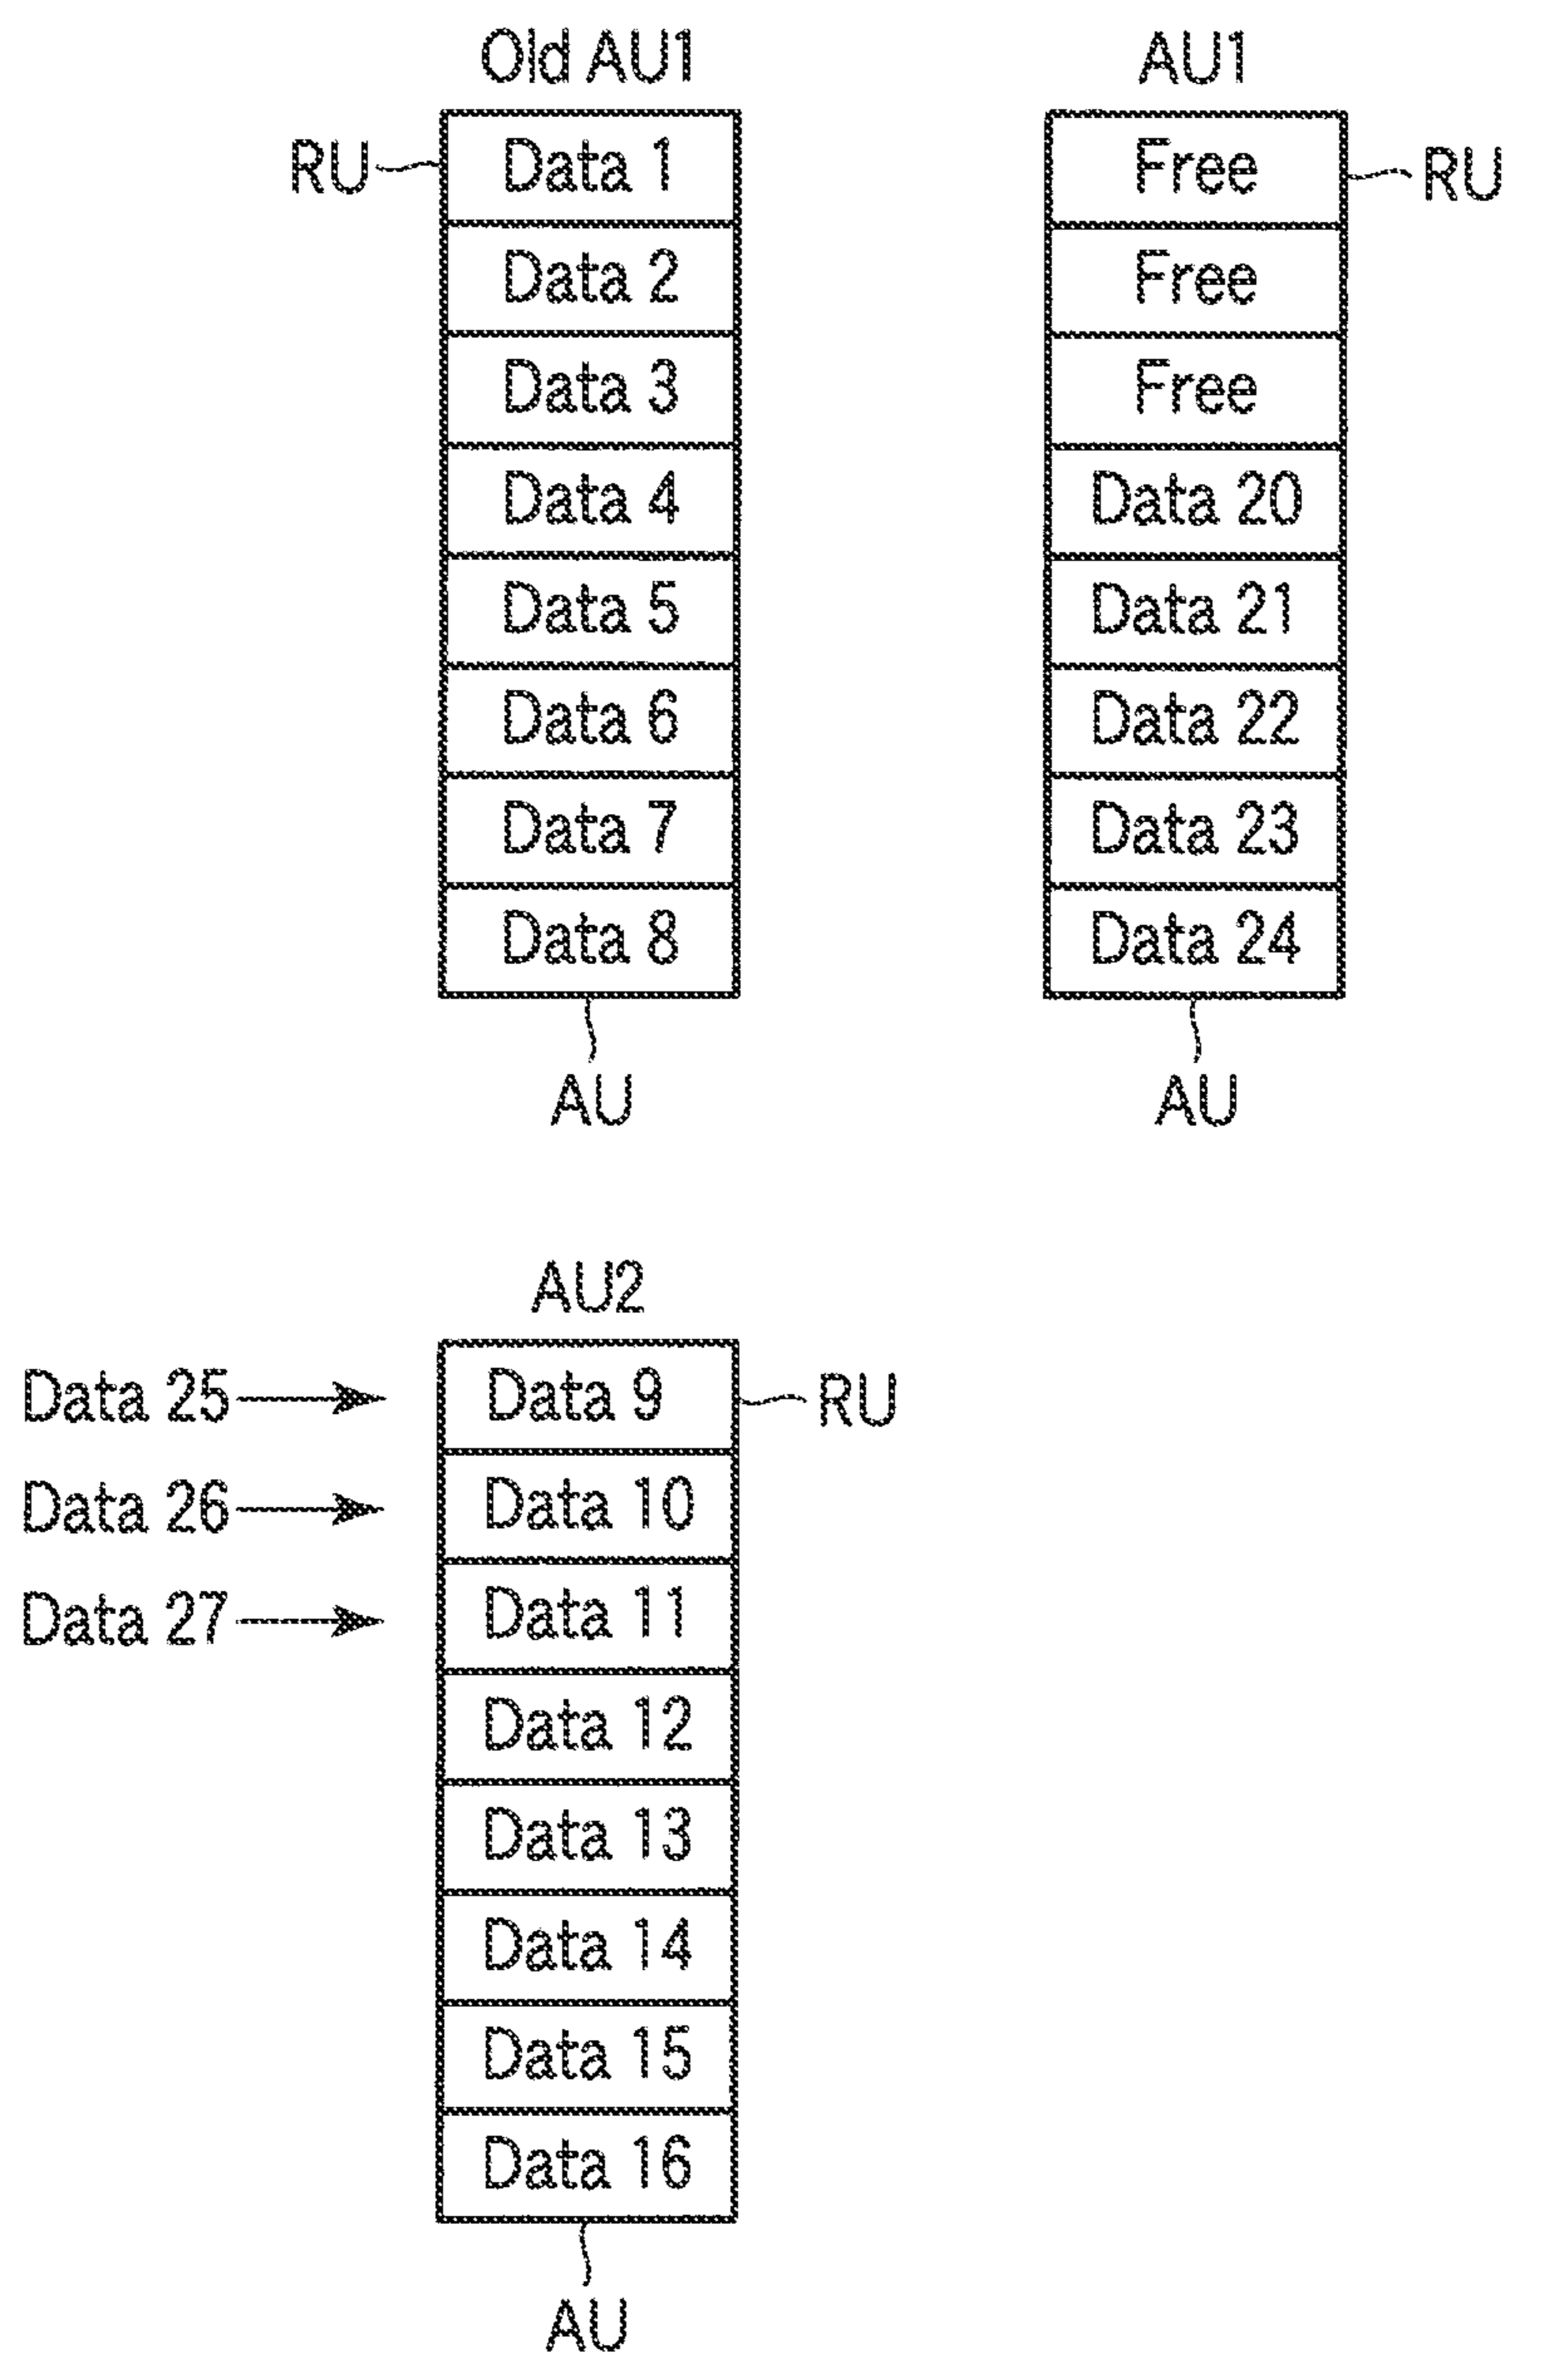 Old AU1
RU
Data 1
Data 2
Data 3
Data 4
Data 5
Data 6
Data 7
Data 8
AU
AU1
Free
RU
Free
Free
Data 20
Data 21
Data 22
Data 23
Data 24
AU
AU2
Data 25
Data 9
RU
Data 26
Data 10
Data 27
Data 11
Data 12
Data 13
Data 14
Data 15
Data 16
AU